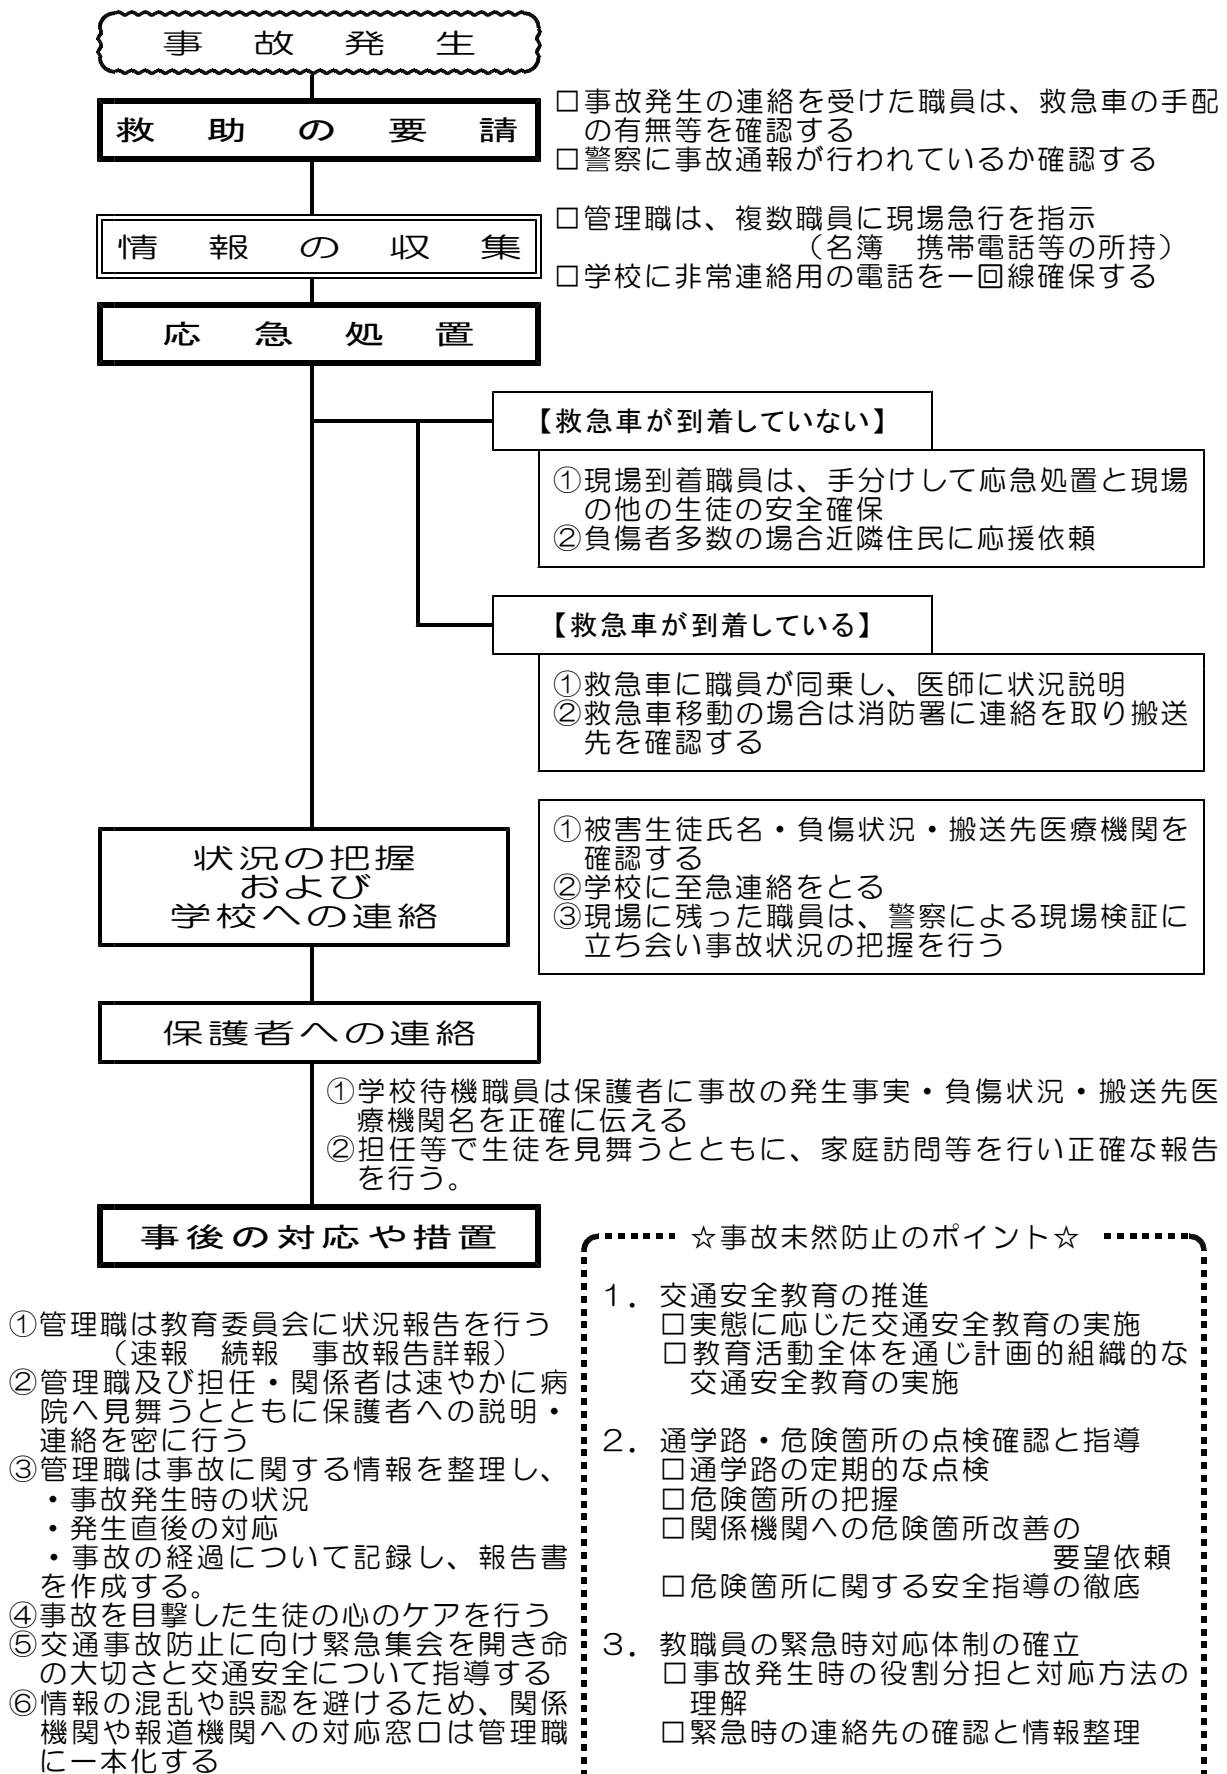 事故発生
□事故発生の連絡を受けた職員は、救急車の手配
の有無等を確認する
□警察に事故通報が行われているか確認する
救助の要請
□管理職は、複数職員に現場急行を指示
（名簿　携帯電話等の所持）
□学校に非常連絡用の電話を一回線確保する
情報の収集
応急処置
【救急車が到着していない】
①現場到着職員は、手分けして応急処置と現場
の他の生徒の安全確保
②負傷者多数の場合近隣住民に応援依頼
【救急車が到着している】
①救急車に職員が同乗し、医師に状況説明
②救急車移動の場合は消防署に連絡を取り搬送
先を確認する
状況の把握
および
学校への連絡
①被害生徒氏名・負傷状況・搬送先医療機関を
確認する
②学校に至急連絡をとる
③現場に残った職員は、警察による現場検証に
立ち会い事故状況の把握を行う
保護者への連絡
①学校待機職員は保護者に事故の発生事実・負傷状況・搬送先医
療機関名を正確に伝える
②担任等で生徒を見舞うとともに、家庭訪問等を行い正確な報告
を行う。
事後の対応や措置
①管理職は教育委員会に状況報告を行う
（速報　続報　事故報告詳報）
②管理職及び担任・関係者は速やかに病
院へ見舞うとともに保護者への説明・
連絡を密に行う
③管理職は事故に関する情報を整理し、
・事故発生時の状況
・発生直後の対応
・事故の経過について記録し、報告書
を作成する。
④事故を目撃した生徒の心のケアを行う
⑤交通事故防止に向け緊急集会を開き命
の大切さと交通安全について指導する
⑥情報の混乱や誤認を避けるため、関係
機関や報道機関への対応窓口は管理職
に一本化する
☆事故未然防止のポイント☆
１．交通安全教育の推進
□実態に応じた交通安全教育の実施
□教育活動全体を通じ計画的組織的な
交通安全教育の実施
２．通学路・危険箇所の点検確認と指導
□通学路の定期的な点検
□危険箇所の把握
□関係機関への危険箇所改善の
要望依頼
□危険箇所に関する安全指導の徹底
３．教職員の緊急時対応体制の確立
□事故発生時の役割分担と対応方法の
理解
□緊急時の連絡先の確認と情報整理